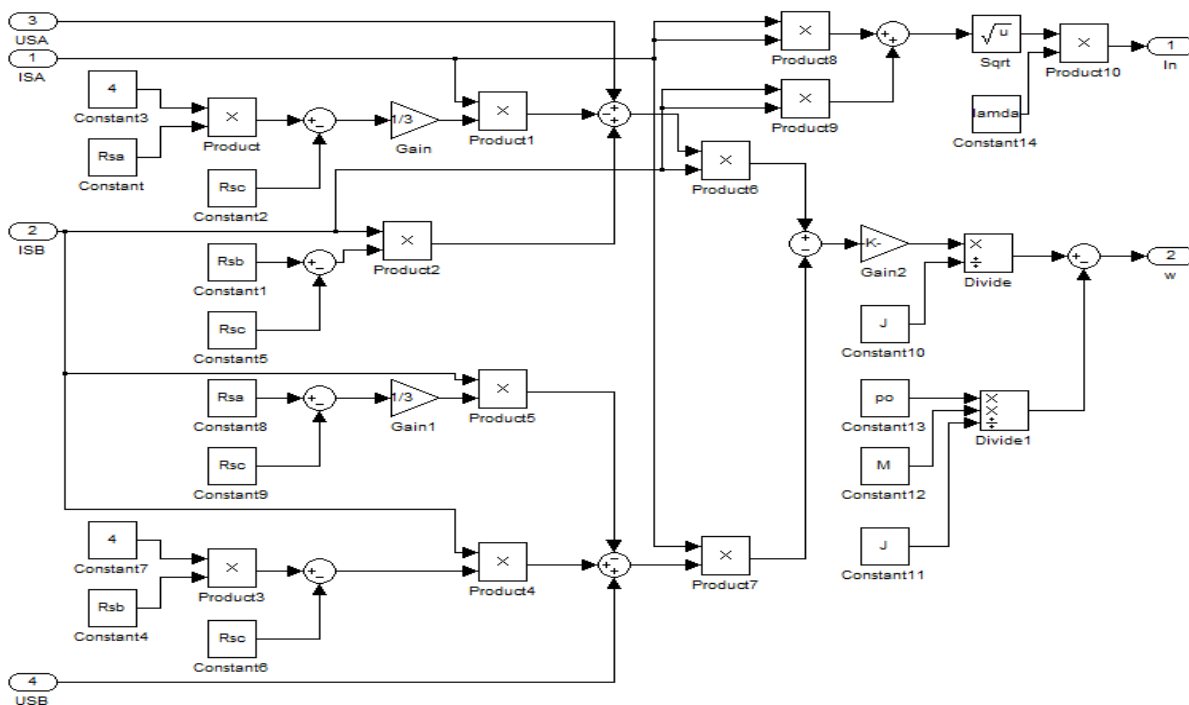 3
USA
1
ISA
4
Constant3
Rsa
Constant
×
Product
+
−
Rsc
Constant2
1/3
Gain
×
Product1
−
+
+
×
Product8
×
Product9
+
+
√u
Sqrt
lamda
Constant14
×
Product10
1
In
×
Product6
2
ISB
×
Product2
Rsb
Constant1
+
−
Rsc
Constant5
+
−
-K-
Gain2
×
÷
Divide
J
Constant10
+
−
2
w
Rsa
Constant8
+
−
1/3
Gain1
×
Product5
Rsc
Constant9
po
Constant13
×
×
÷
Divide1
M
Constant12
J
Constant11
4
Constant7
×
Product3
Rsb
Constant4
+
−
Rsc
Constant6
×
Product4
−
+
+
×
Product7
4
USB